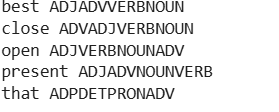 best ADJADVVERBNOUN
close ADVADJVERBNOUN
open ADJVERBNOUNADV
present ADJADVNOUNVERB
that ADPDETPRONADV